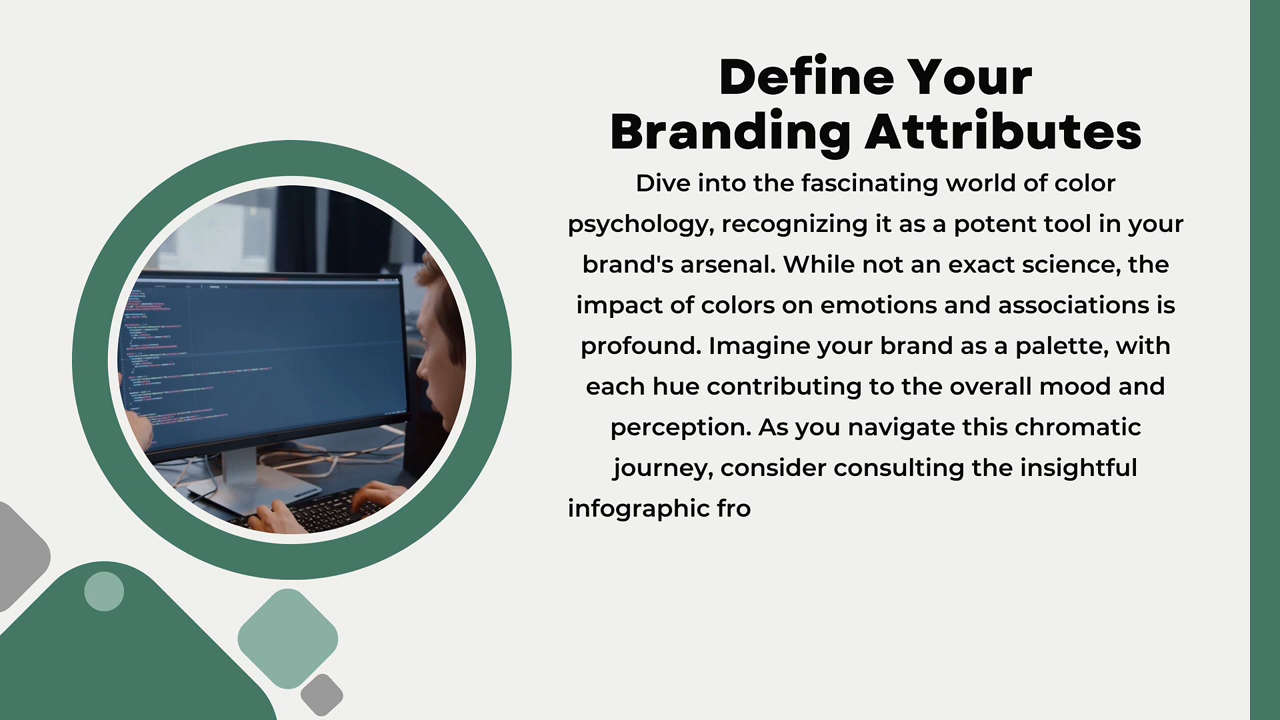 Define Your
Branding Attributes
Dive into the fascinating world of color
psychology, recognizing it as a potent tool in your
brand's arsenal. While not an exact science, the
impact of colors on emotions and associations is
profound. Imagine your brand as a palette, with
each hue contributing to the overall mood and
perception. As you navigate this chromatic
journey, consider consulting the insightful
infographic fro